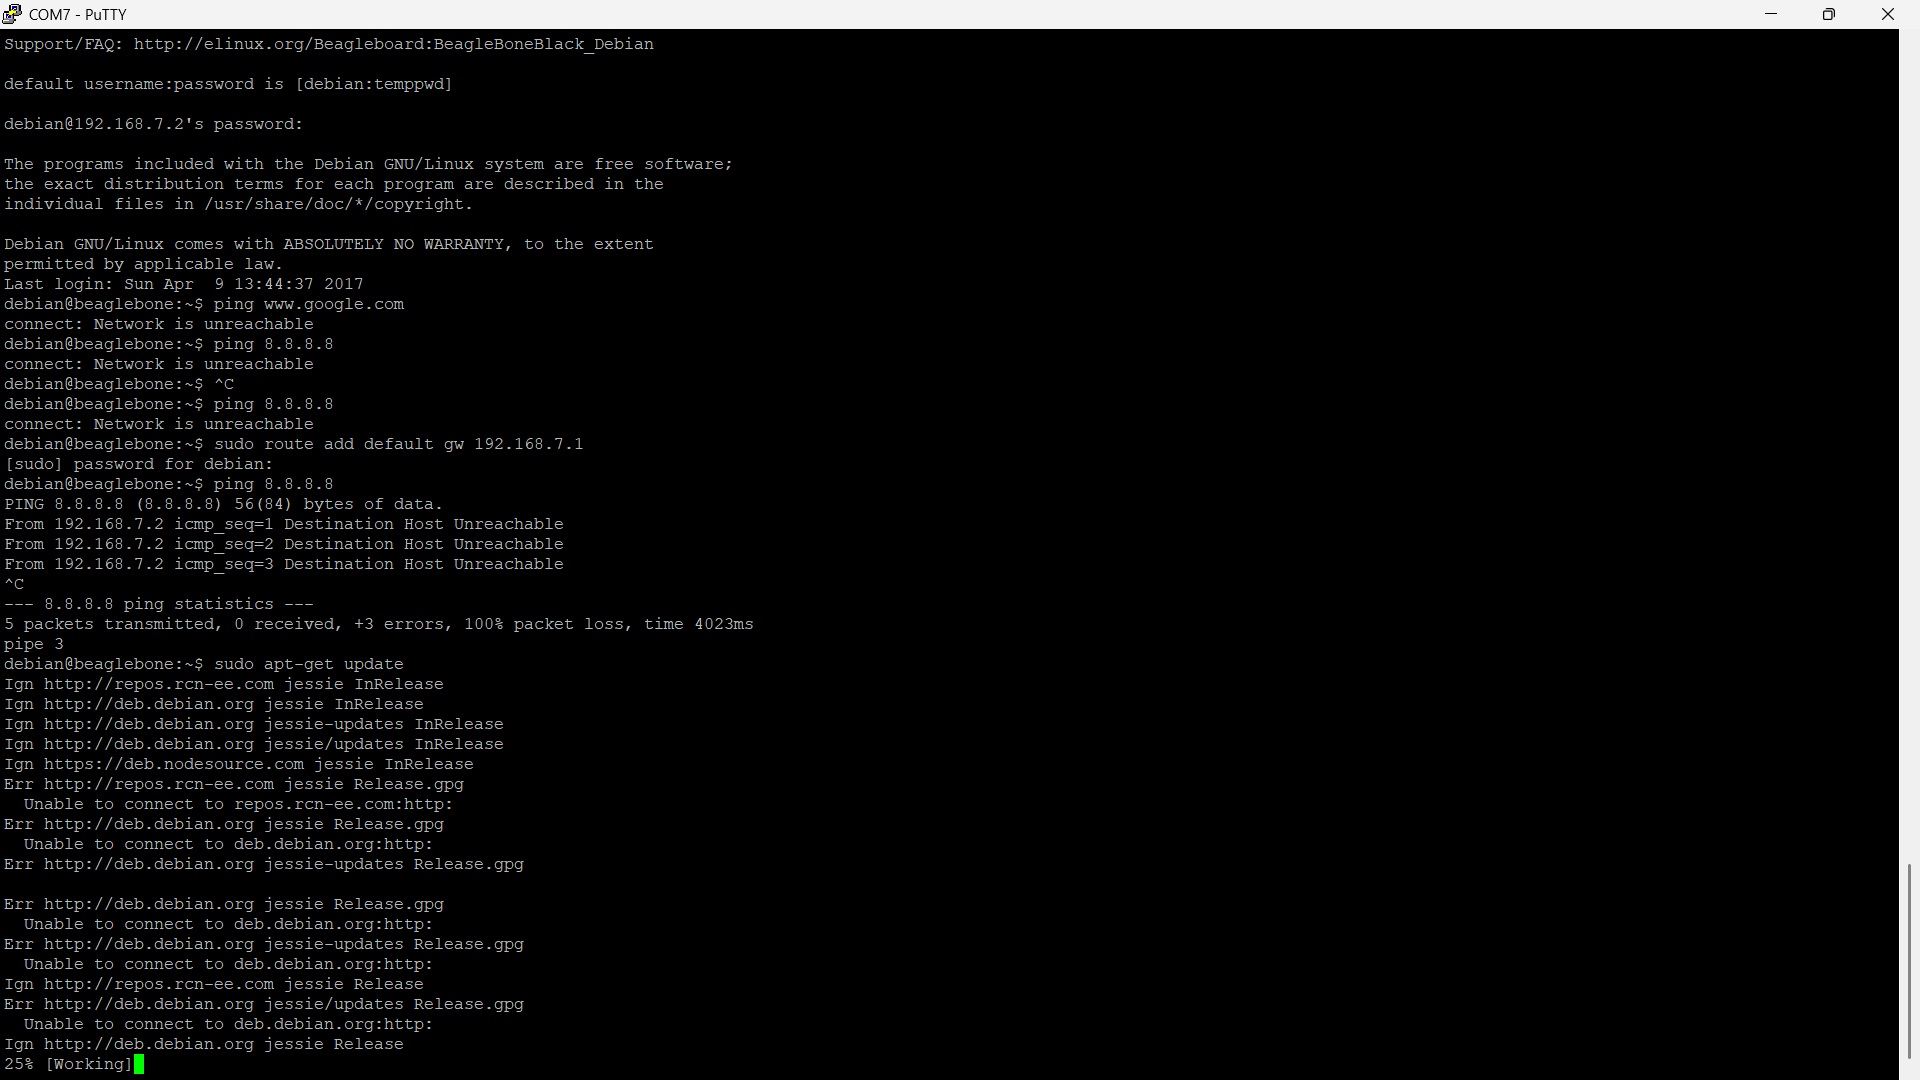 COM7 - PuTTY
Support/FAQ: http://elinux.org/Beagleboard:BeagleBoneBlack_Debian
default username:password is [debian:temppwd]
debian@192.168.7.2's password:
The programs included with the Debian GNU/Linux system are free software;
the exact distribution terms for each program are described in the
individual files in /usr/share/doc/*/copyright.
Debian GNU/Linux comes with ABSOLUTELY NO WARRANTY, to the extent
permitted by applicable law.
Last login: Sun Apr  9 13:44:37 2017
debian@beaglebone:~$ ping www.google.com
connect: Network is unreachable
debian@beaglebone:~$ ping 8.8.8.8
connect: Network is unreachable
debian@beaglebone:~$ ^C
debian@beaglebone:~$ ping 8.8.8.8
connect: Network is unreachable
debian@beaglebone:~$ sudo route add default gw 192.168.7.1
[sudo] password for debian:
debian@beaglebone:~$ ping 8.8.8.8
PING 8.8.8.8 (8.8.8.8) 56(84) bytes of data.
From 192.168.7.2 icmp_seq=1 Destination Host Unreachable
From 192.168.7.2 icmp_seq=2 Destination Host Unreachable
From 192.168.7.2 icmp_seq=3 Destination Host Unreachable
^C
--- 8.8.8.8 ping statistics ---
5 packets transmitted, 0 received, +3 errors, 100% packet loss, time 4023ms
pipe 3
debian@beaglebone:~$ sudo apt-get update
Ign http://repos.rcn-ee.com jessie InRelease
Ign http://deb.debian.org jessie InRelease
Ign http://deb.debian.org jessie-updates InRelease
Ign http://deb.debian.org jessie/updates InRelease
Ign https://deb.nodesource.com jessie InRelease
Err http://repos.rcn-ee.com jessie Release.gpg
  Unable to connect to repos.rcn-ee.com:http:
Err http://deb.debian.org jessie Release.gpg
  Unable to connect to deb.debian.org:http:
Err http://deb.debian.org jessie-updates Release.gpg
Err http://deb.debian.org jessie Release.gpg
  Unable to connect to deb.debian.org:http:
Err http://deb.debian.org jessie-updates Release.gpg
  Unable to connect to deb.debian.org:http:
Ign http://repos.rcn-ee.com jessie Release
Err http://deb.debian.org jessie/updates Release.gpg
  Unable to connect to deb.debian.org:http:
Ign http://deb.debian.org jessie Release
25% [Working]